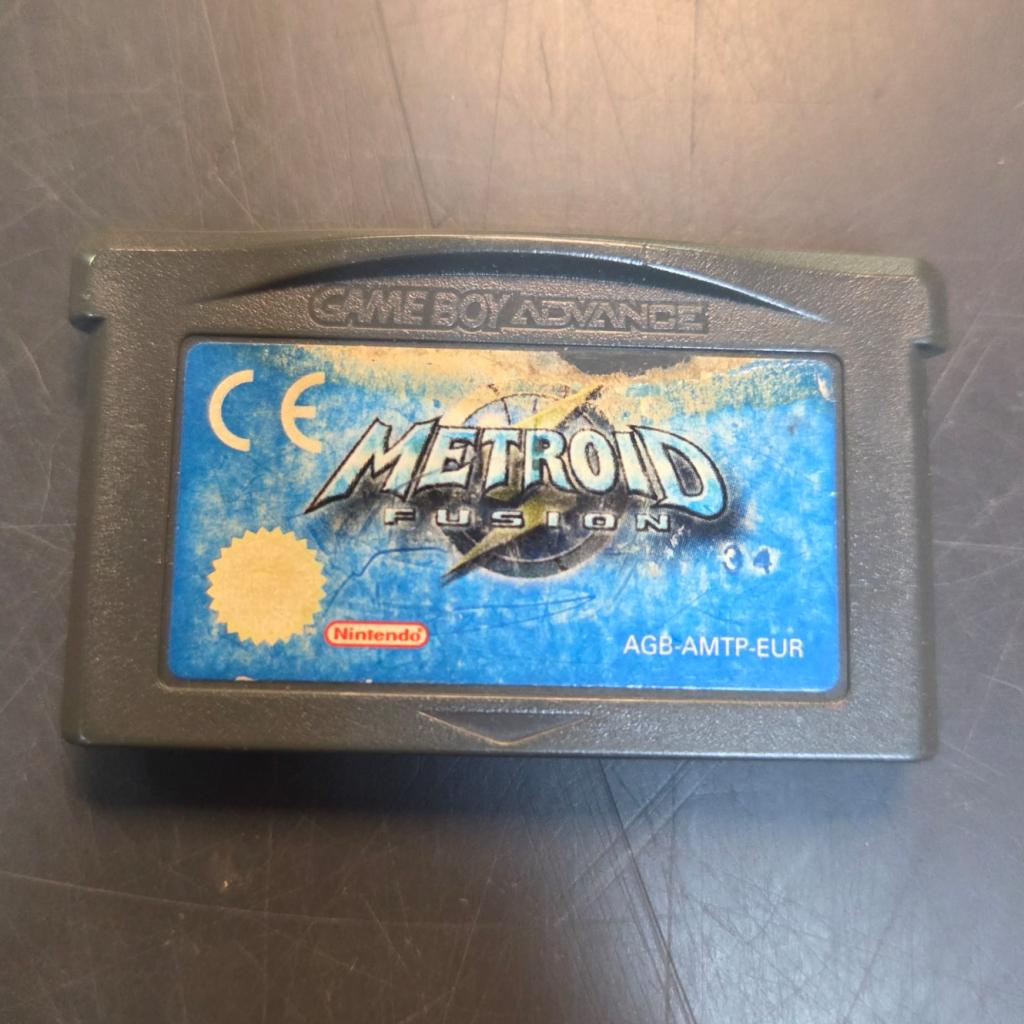 GAME BOY ADVANCE
CE
METROID
FUSION
34
Nintendo
AGB-AMTP-EUR